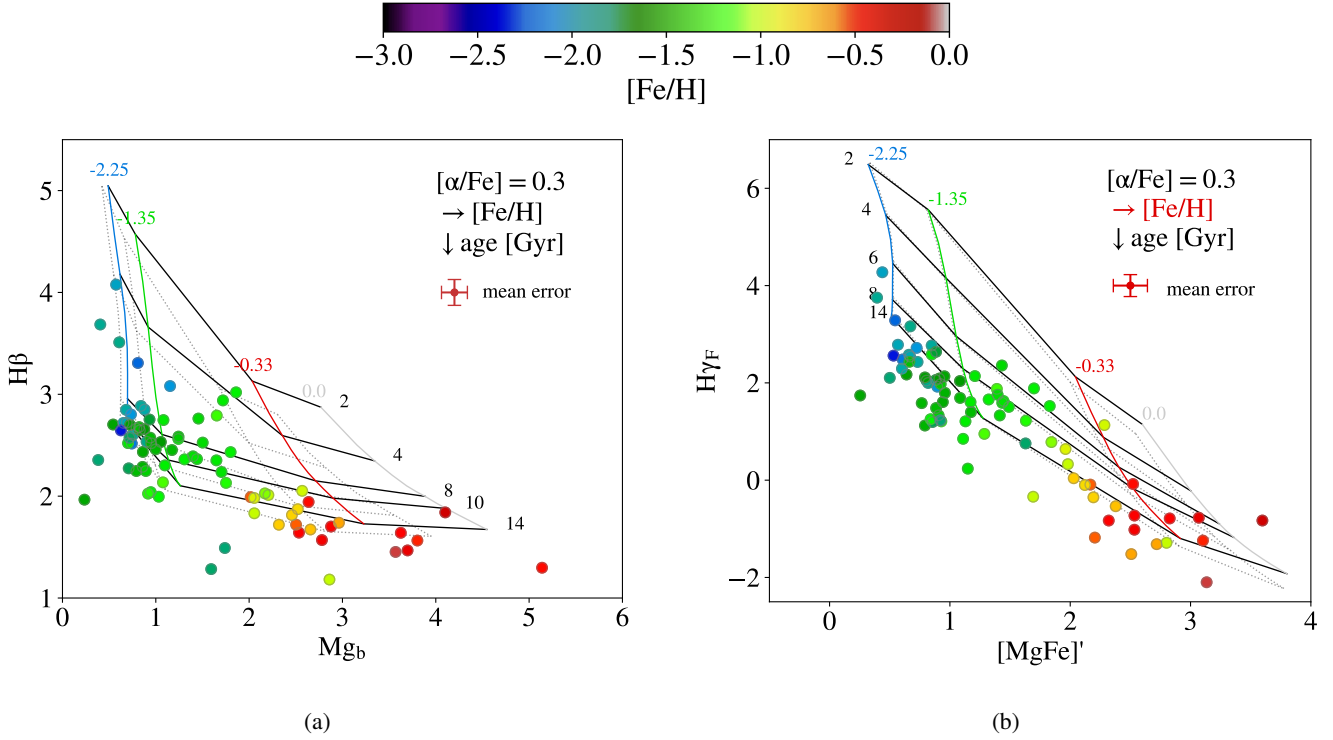 −3.0 −2.5 −2.0 −1.5 −1.0 −0.5 0.0
[Fe/H]
-2.25
-1.35
-0.33
0.0
2
4
8
10
14
[α/Fe] = 0.3
→ [Fe/H]
↓ age [Gyr]
mean error
5
4
3
2
1
0 1 2 3 4 5 6
Hβ
Mgb
(a)
2
4
6
8
14
-2.25
-1.35
-0.33
0.0
[α/Fe] = 0.3
→ [Fe/H]
↓ age [Gyr]
mean error
6
4
2
0
−2
0 1 2 3 4
HγF
[MgFe]'
(b)